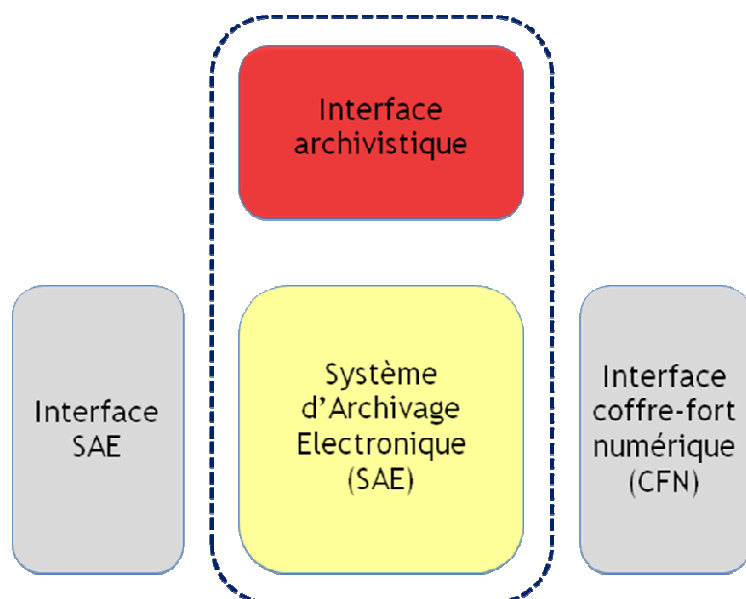 Interface
archivistique
Interface
SAE
Système
d'Archivage
Electronique
(SAE)
Interface
coffre-fort
numérique
(CFN)